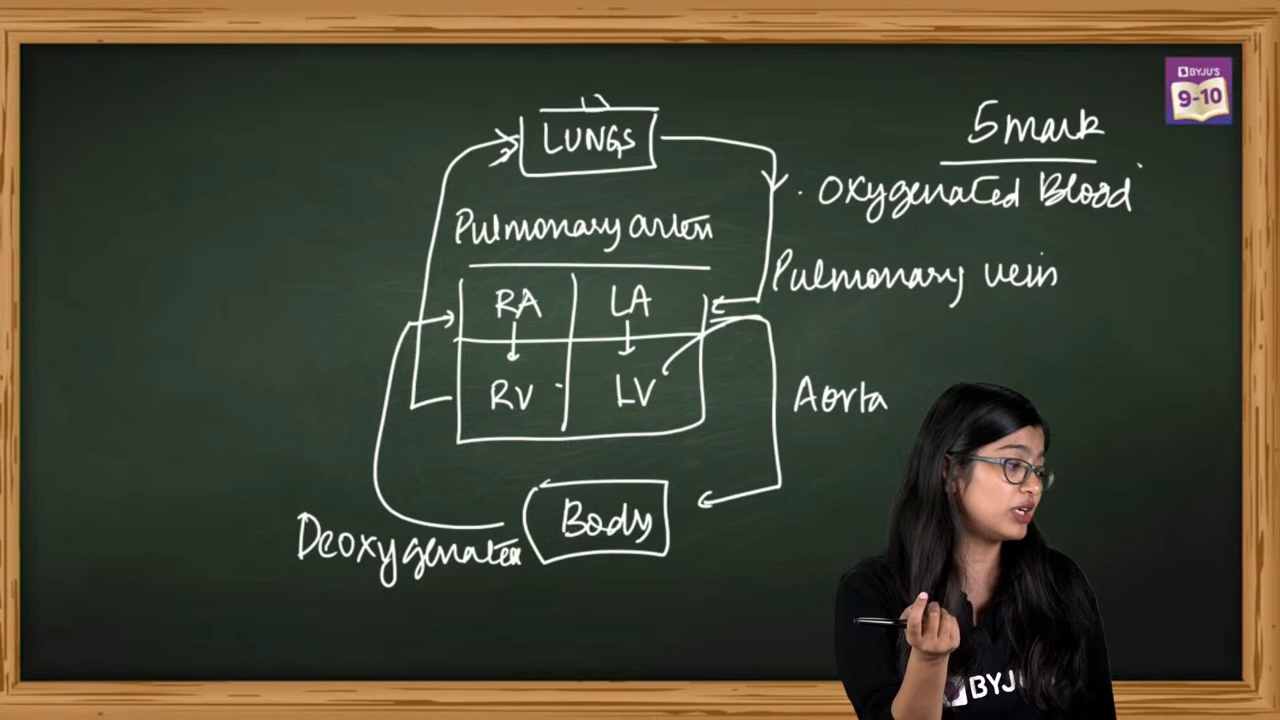 BYJU'S
9-10
5 mark
LUNGS
Oxygenated Blood
Pulmonary artery
Pulmonary vein
RA
LA
RV
LV
Aorta
Body
Deoxygenated
BYJU